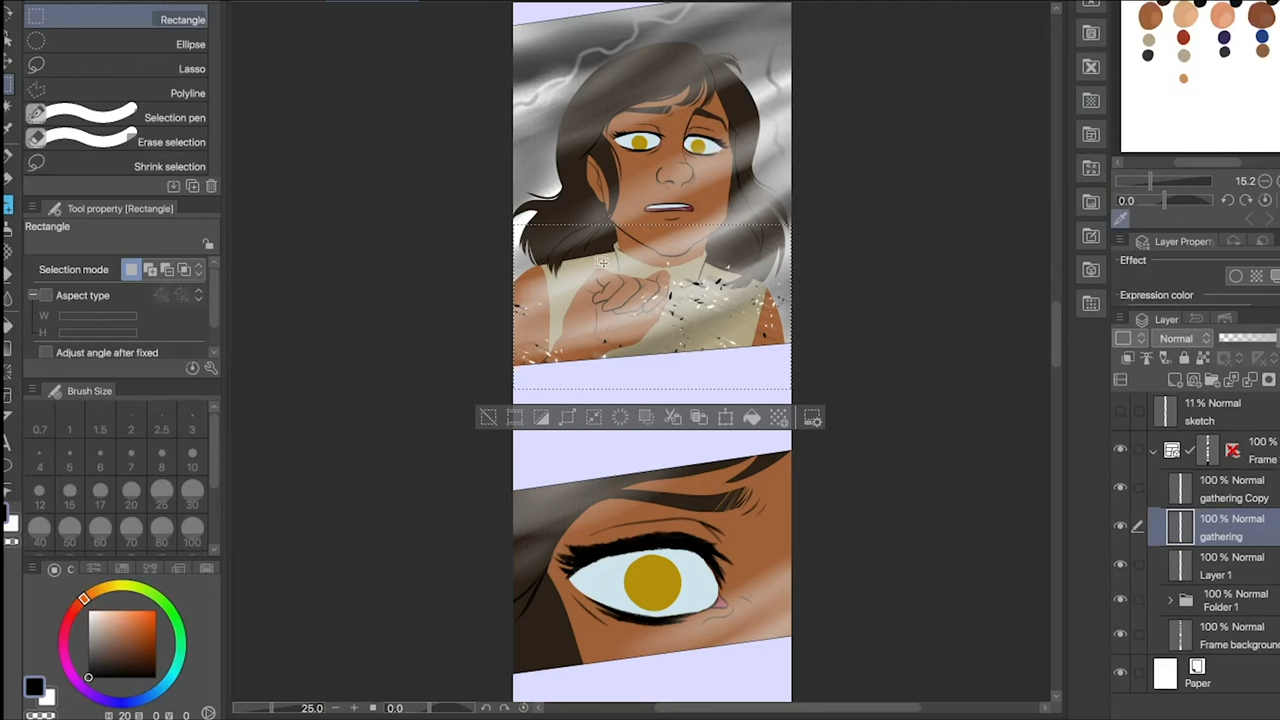 Rectangle
Ellipse
Lasso
Polyline
Selection pen
Erase selection
Shrink selection
Tool property [Rectangle]
Rectangle
Selection mode
Aspect type
W
H
Adjust angle after fixed
Brush Size
0.7 1 1.5 2 2.5 3
4 5 6 7 8 10
12 15 17 20 25 30
40 50 60 70 80 100
C
H 20 S 0 V 0
25.0 0.0
15.2
0.0
Layer Propert
Effect
Expression color
Layer
Normal
11 % Normal
sketch
100 %
Frame
100 % Normal
gathering Copy
100 % Normal
gathering
100 % Normal
Layer 1
100 % Normal
Folder 1
100 % Normal
Frame background
Paper